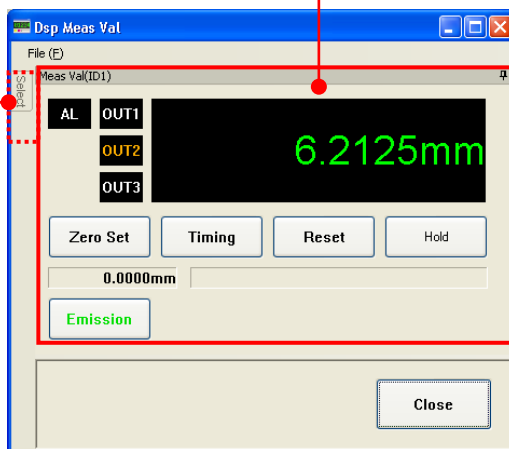 Dsp Meas Val
File (F)
Select
Meas Val(ID1)
AL OUT1
OUT2
OUT3
6.2125mm
Zero Set Timing Reset Hold
0.0000mm
Emission
Close